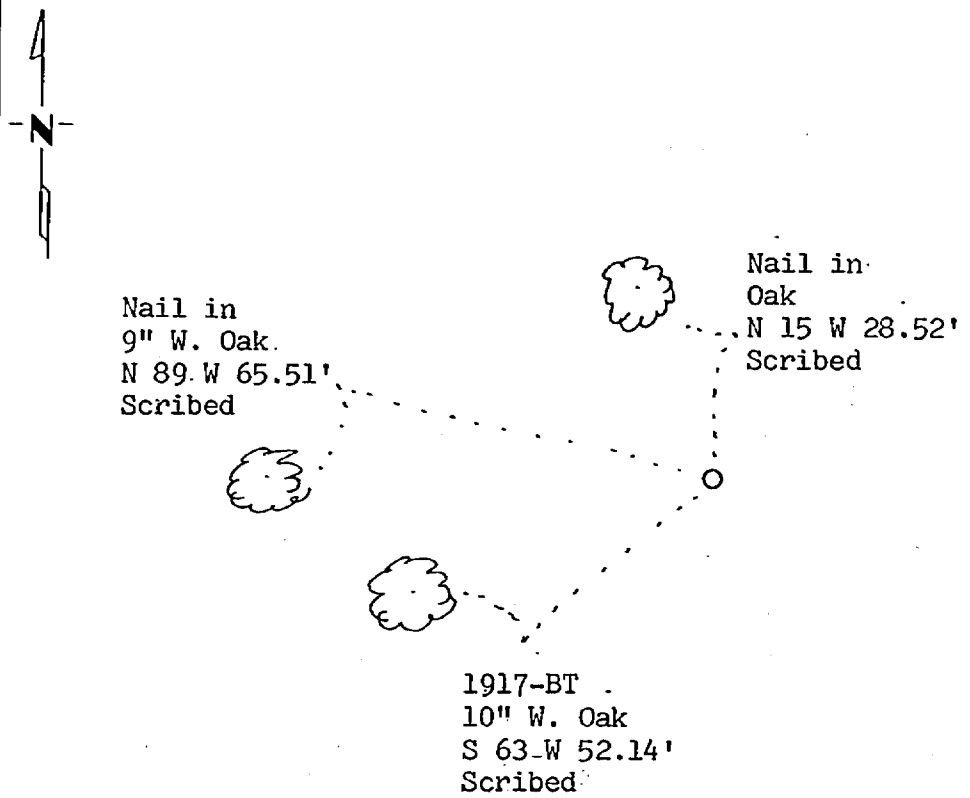 N
Nail in
Oak
N 15 W 28.52'
Scribed
Nail in
9" W. Oak
N 89 W 65.51'
Scribed
1917-BT
10" W. Oak
S 63 W 52.14'
Scribed